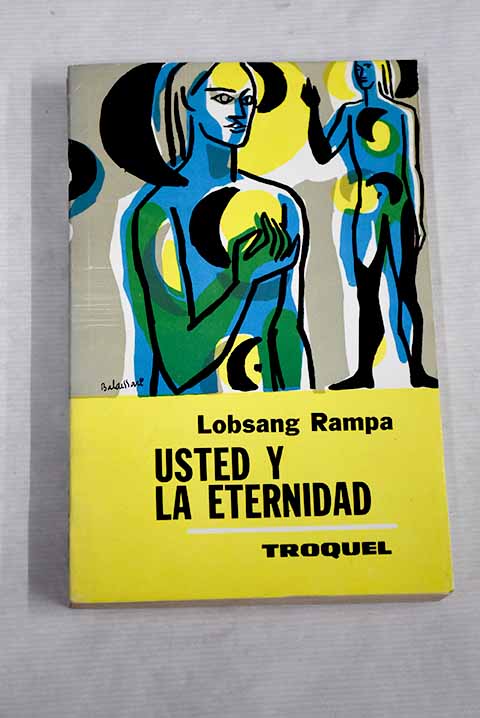 Lobsang Rampa
USTED Y
LA ETERNIDAD
TROQUEL